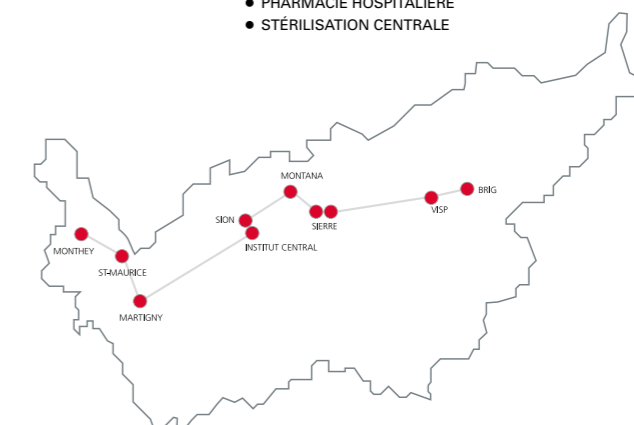 ● PHARMACIE HOSPITALIÈRE
● STÉRILISATION CENTRALE
MONTANA
BRIG
VISP
SION
SIERRE
INSTITUT CENTRAL
MONTHEY
ST-MAURICE
MARTIGNY